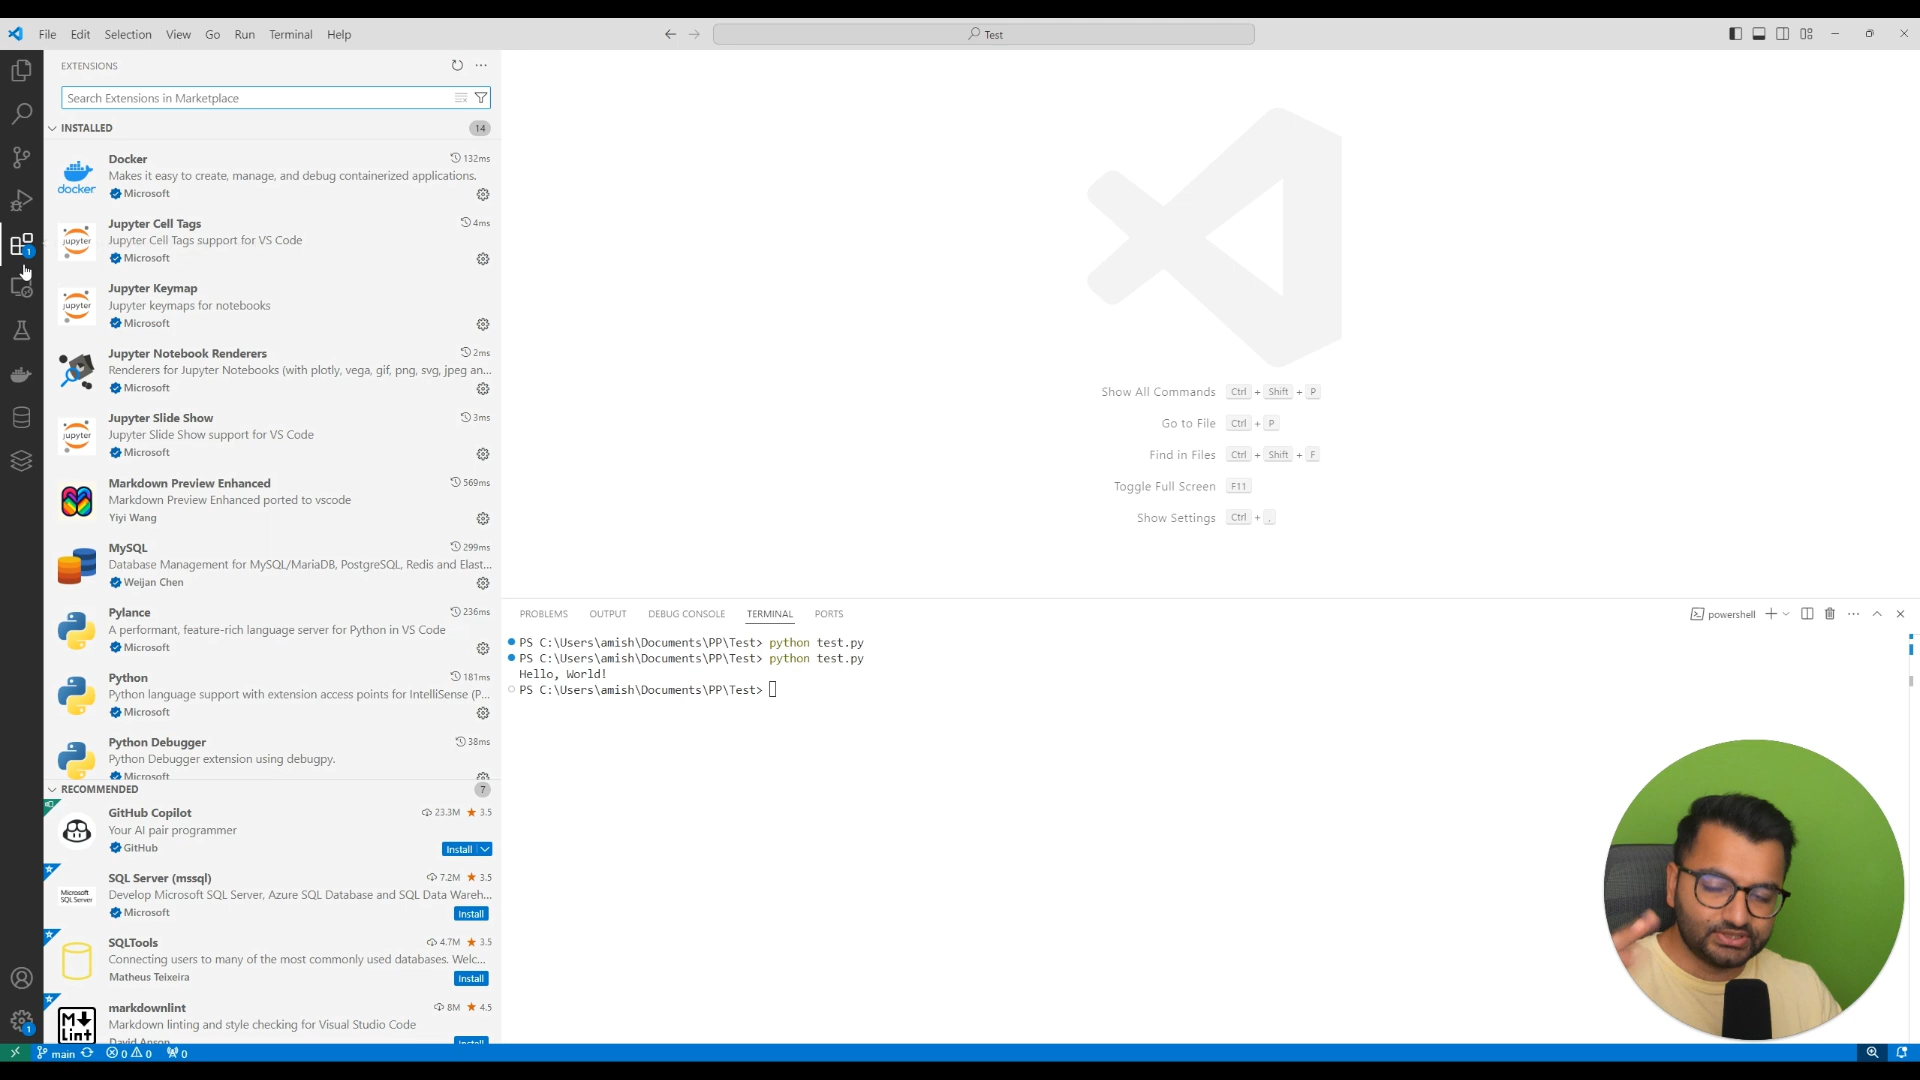 File Edit Selection View Go Run Terminal Help
Test
EXTENSIONS
Search Extensions in Marketplace
INSTALLED 14
Docker 132ms
Makes it easy to create, manage, and debug containerized applications.
docker
Microsoft
Jupyter Cell Tags 4ms
Jupyter Cell Tags support for VS Code
jupyter
Microsoft
1
Jupyter Keymap
Jupyter keymaps for notebooks
jupyter
Microsoft
Jupyter Notebook Renderers 2ms
Renderers for Jupyter Notebooks (with plotly, vega, gif, png, svg, jpeg an...
Microsoft
Jupyter Slide Show 3ms
Jupyter Slide Show support for VS Code
jupyter
Microsoft
Markdown Preview Enhanced 569ms
Markdown Preview Enhanced ported to vscode
Yiyi Wang
MySQL 299ms
Database Management for MySQL/MariaDB, PostgreSQL, Redis and Elast...
Weijan Chen
Pylance 236ms
A performant, feature-rich language server for Python in VS Code
Microsoft
Python 181ms
Python language support with extension access points for IntelliSense (P...
Microsoft
Python Debugger 38ms
Python Debugger extension using debugpy.
Microsoft
RECOMMENDED 7
GitHub Copilot 23.3M 3.5
Your AI pair programmer
GitHub Install
SQL Server (mssql) 7.2M 3.5
Develop Microsoft SQL Server, Azure SQL Database and SQL Data Wareh...
Microsoft
SQL Server
Microsoft Install
SQLTools 4.7M 3.5
Connecting users to many of the most commonly used databases. Welc...
Matheus Teixeira Install
markdownlint 8M 4.5
Markdown linting and style checking for Visual Studio Code
M
lint
David Anson Install
1
Show All Commands Ctrl + Shift + P
Go to File Ctrl + P
Find in Files Ctrl + Shift + F
Toggle Full Screen F11
Show Settings Ctrl + ,
PROBLEMS OUTPUT DEBUG CONSOLE TERMINAL PORTS powershell
PS C:\Users\amish\Documents\PP\Test> python test.py
PS C:\Users\amish\Documents\PP\Test> python test.py
Hello, World!
PS C:\Users\amish\Documents\PP\Test>
main 0 0 0